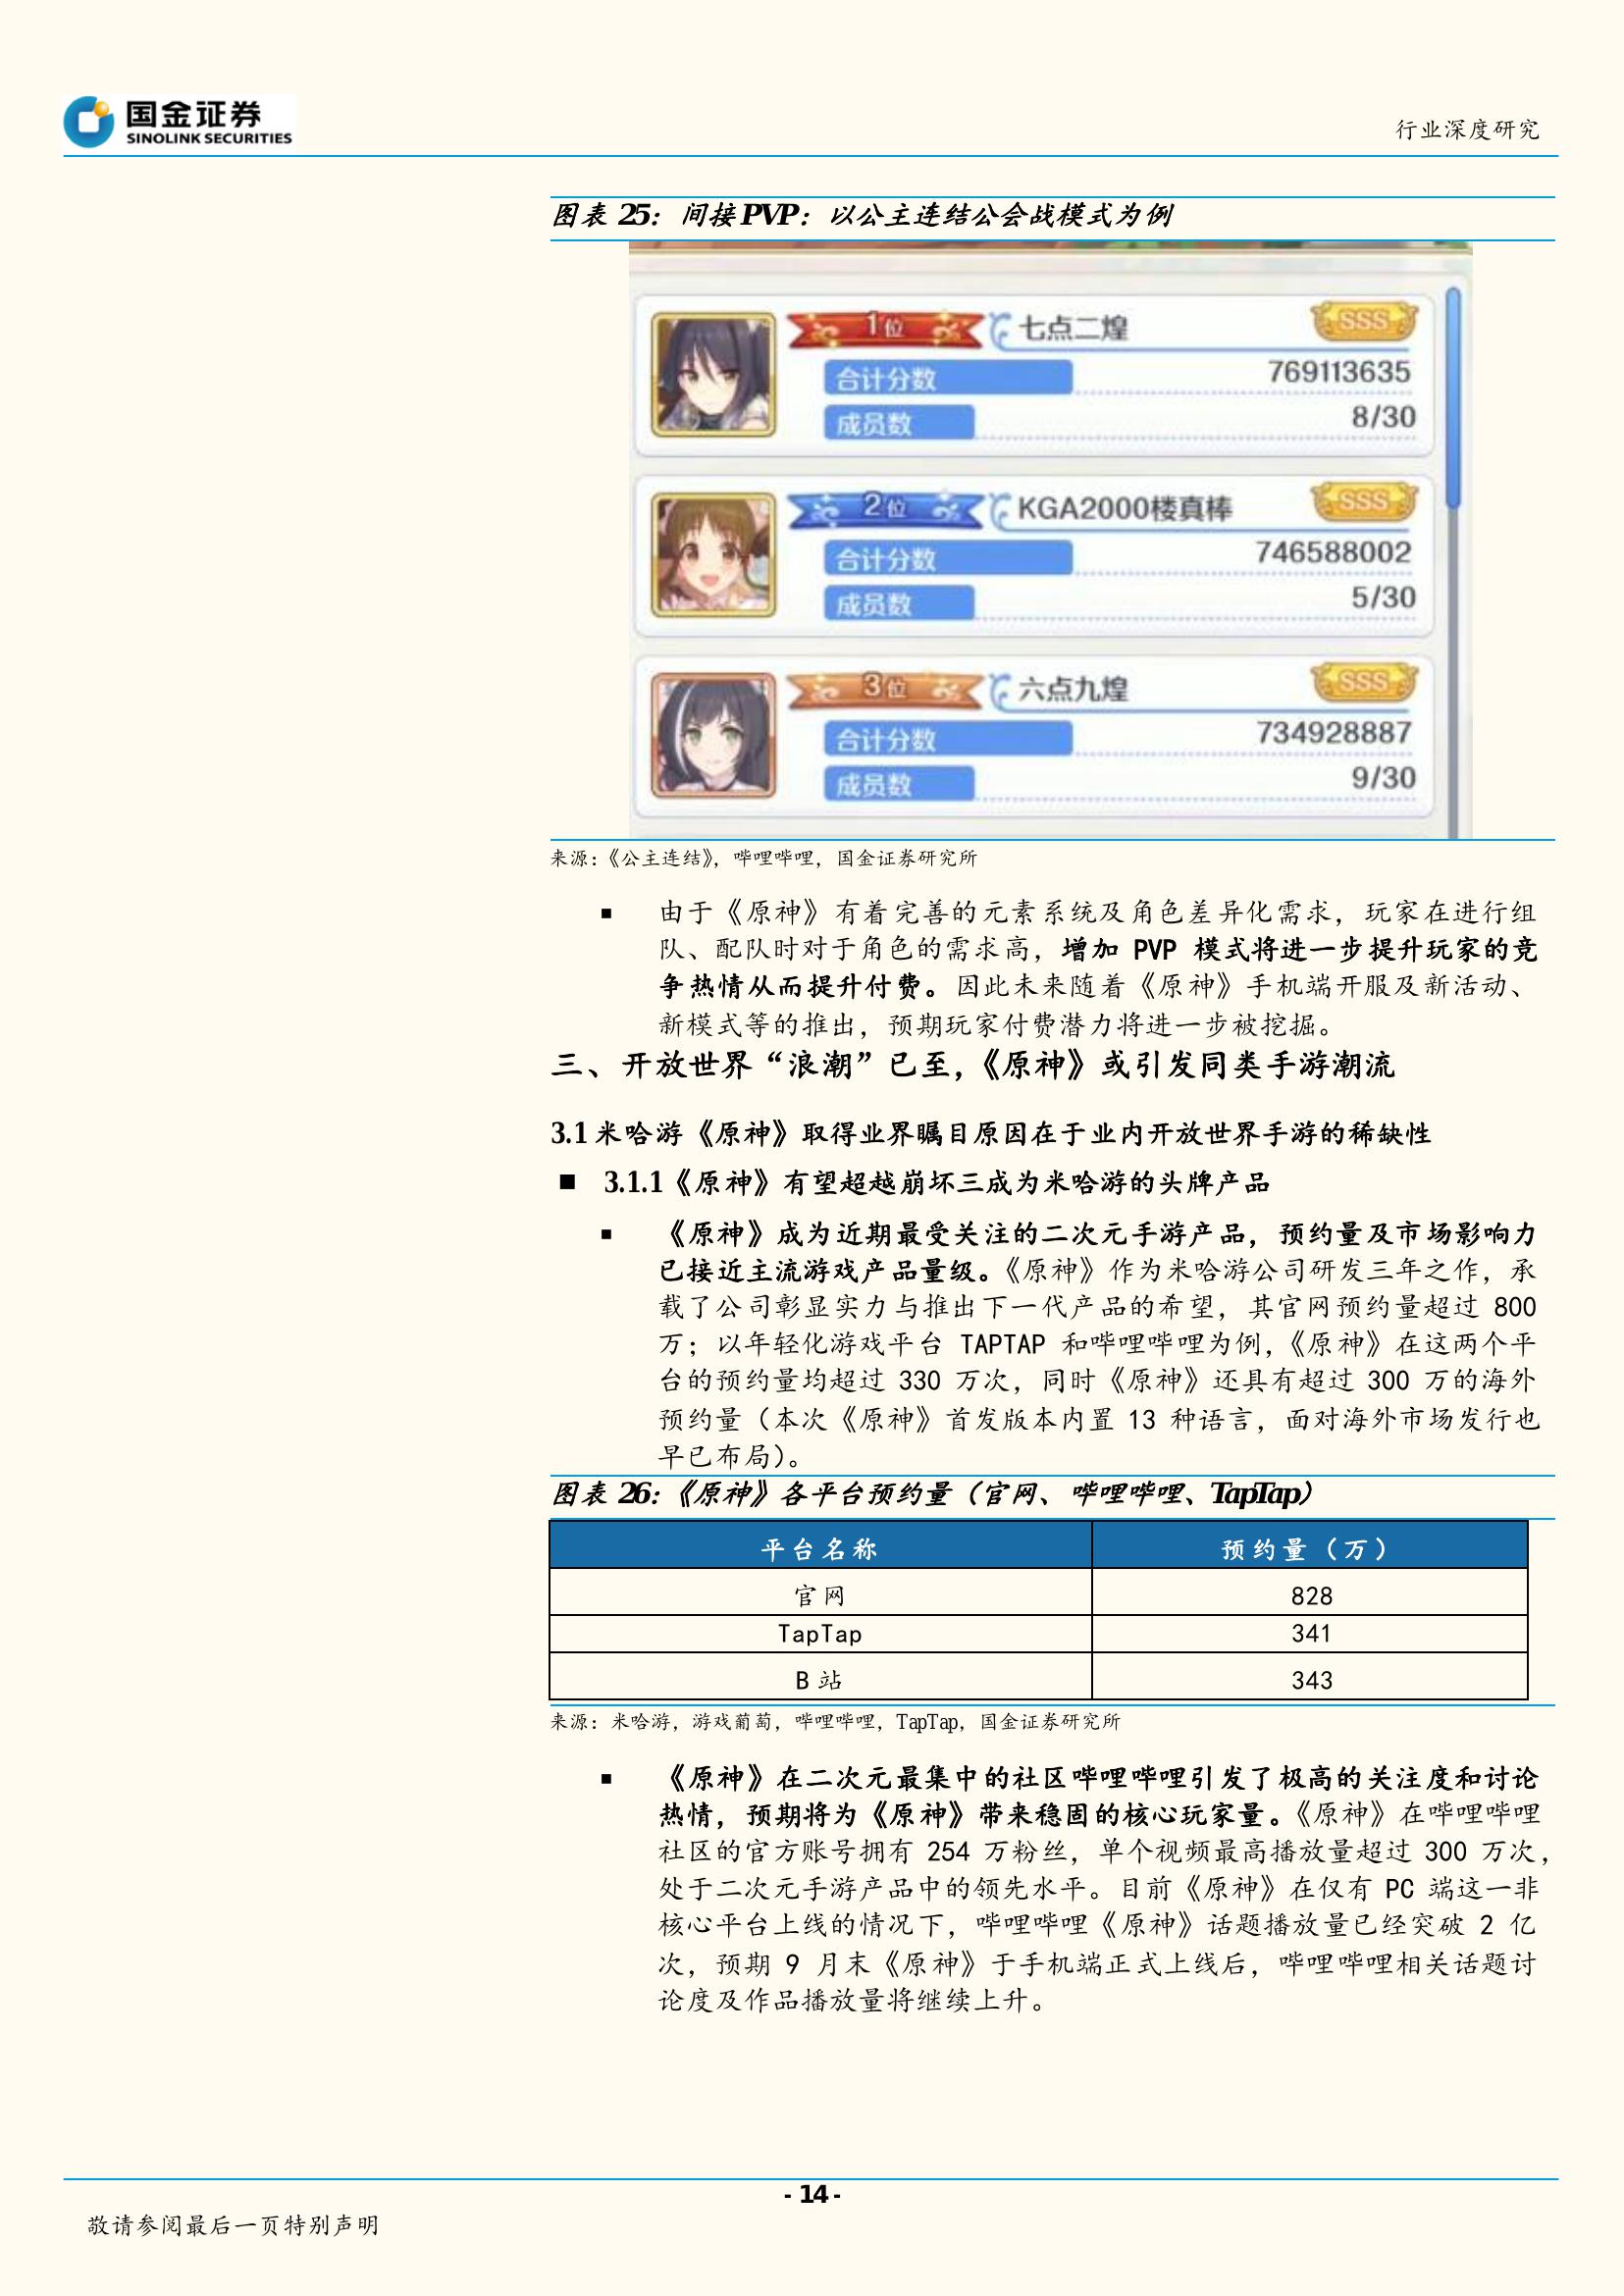 国金证券
SINOLINK SECURITIES
行业深度研究
图表 25：间接PVP：以公主连结公会战模式为例
1位 七点二煌 SSS
合计分数 769113635
成员数 8/30
2位 KGA2000楼真棒 SSS
合计分数 746588002
成员数 5/30
3位 六点九煌 SSS
合计分数 734928887
成员数 9/30
来源：《公主连结》，哔哩哔哩，国金证券研究所
■ 由于《原神》有着完善的元素系统及角色差异化需求，玩家在进行组
队、配队时对于角色的需求高，增加 PVP 模式将进一步提升玩家的竞
争热情从而提升付费。因此未来随着《原神》手机端开服及新活动、
新模式等的推出，预期玩家付费潜力将进一步被挖掘。
三、开放世界“浪潮”已至，《原神》或引发同类手游潮流
3.1 米哈游《原神》取得业界瞩目原因在于业内开放世界手游的稀缺性
■ 3.1.1《原神》有望超越崩坏三成为米哈游的头牌产品
■ 《原神》成为近期最受关注的二次元手游产品，预约量及市场影响力
已接近主流游戏产品量级。《原神》作为米哈游公司研发三年之作，承
载了公司彰显实力与推出下一代产品的希望，其官网预约量超过 800
万；以年轻化游戏平台 TAPTAP 和哔哩哔哩为例，《原神》在这两个平
台的预约量均超过 330 万次，同时《原神》还具有超过 300 万的海外
预约量（本次《原神》首发版本内置 13 种语言，面对海外市场发行也
早已布局）。
图表 26：《原神》各平台预约量（官网、哔哩哔哩、TapTap）
平台名称 预约量（万）
官网 828
TapTap 341
B 站 343
来源：米哈游，游戏葡萄，哔哩哔哩，TapTap，国金证券研究所
■ 《原神》在二次元最集中的社区哔哩哔哩引发了极高的关注度和讨论
热情，预期将为《原神》带来稳固的核心玩家量。《原神》在哔哩哔哩
社区的官方账号拥有 254 万粉丝，单个视频最高播放量超过 300 万次，
处于二次元手游产品中的领先水平。目前《原神》在仅有 PC 端这一非
核心平台上线的情况下，哔哩哔哩《原神》话题播放量已经突破 2 亿
次，预期 9 月末《原神》于手机端正式上线后，哔哩哔哩相关话题讨
论度及作品播放量将继续上升。
- 14 -
敬请参阅最后一页特别声明